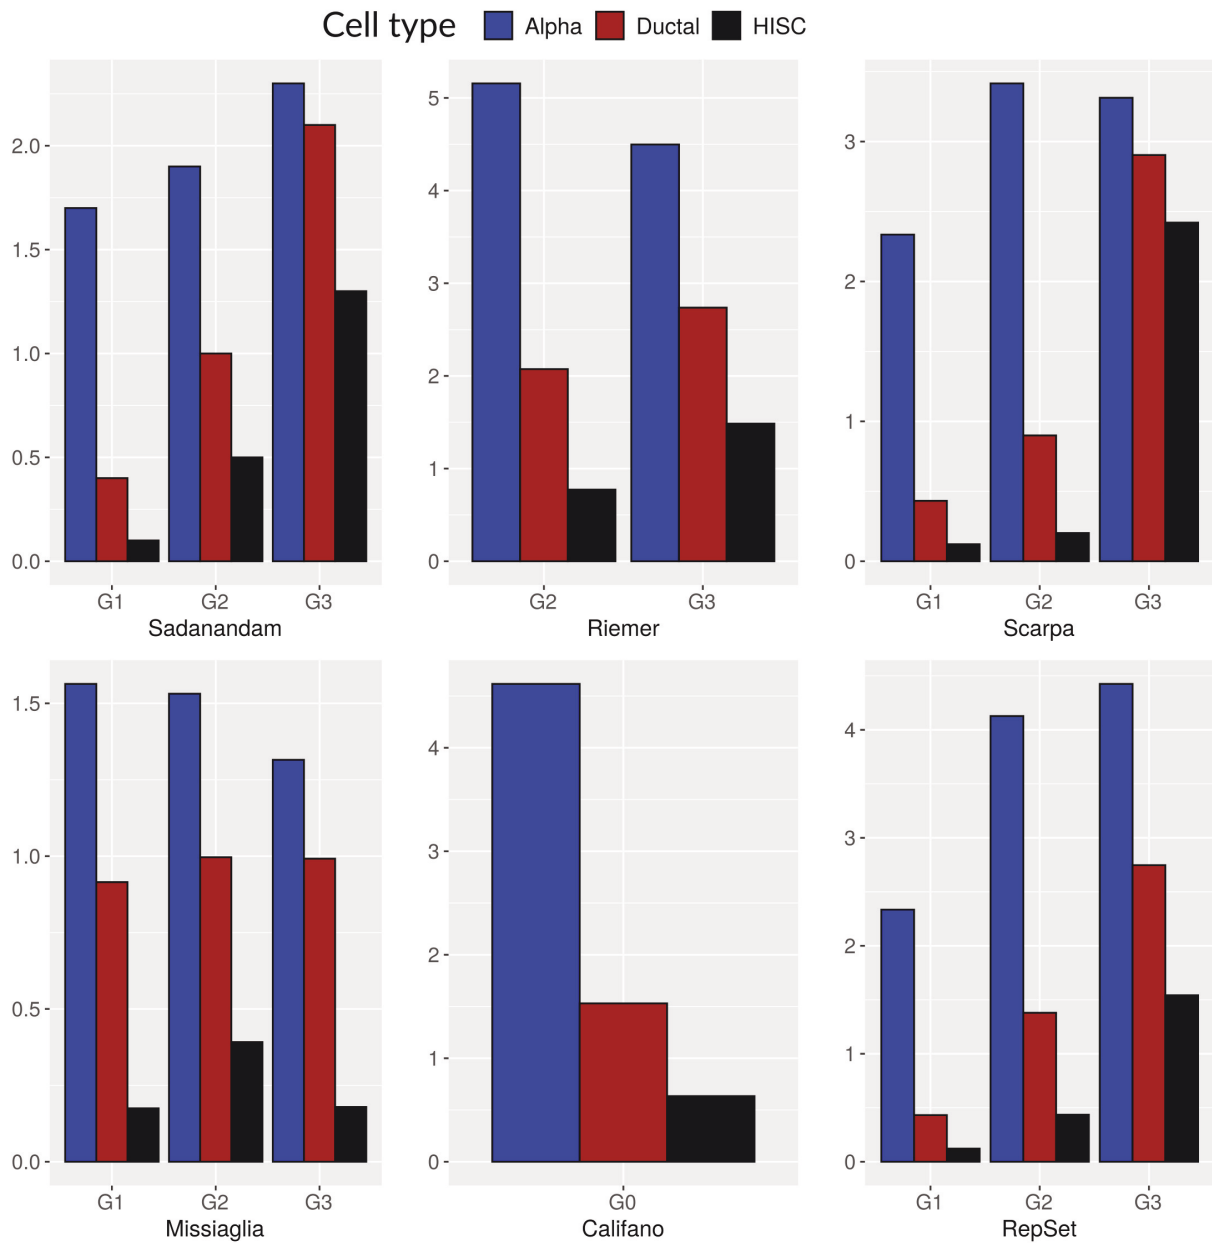 Cell type Alpha Ductal HISC
2.0
1.5
1.0
0.5
0.0
G1 G2 G3
Sadanandam
5
4
3
2
1
0
G2 G3
Riemer
3
2
1
0
G1 G2 G3
Scarpa
1.5
1.0
0.5
0.0
G1 G2 G3
Missiaglia
4
3
2
1
0
G0
Califano
4
3
2
1
0
G1 G2 G3
RepSet